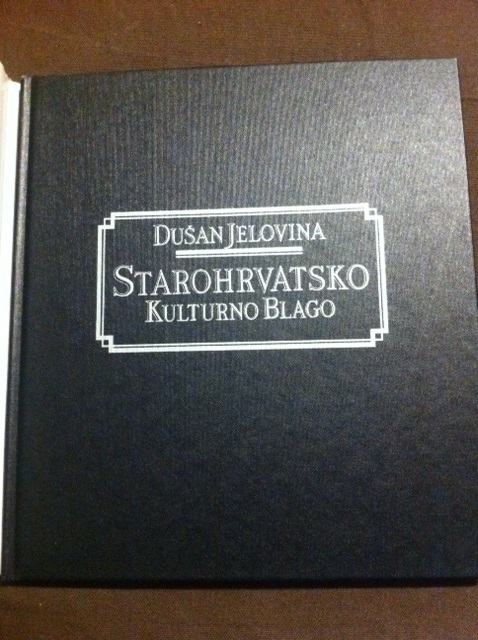 DUŠAN JELOVINA
STAROHRVATSKO
KULTURNO BLAGO